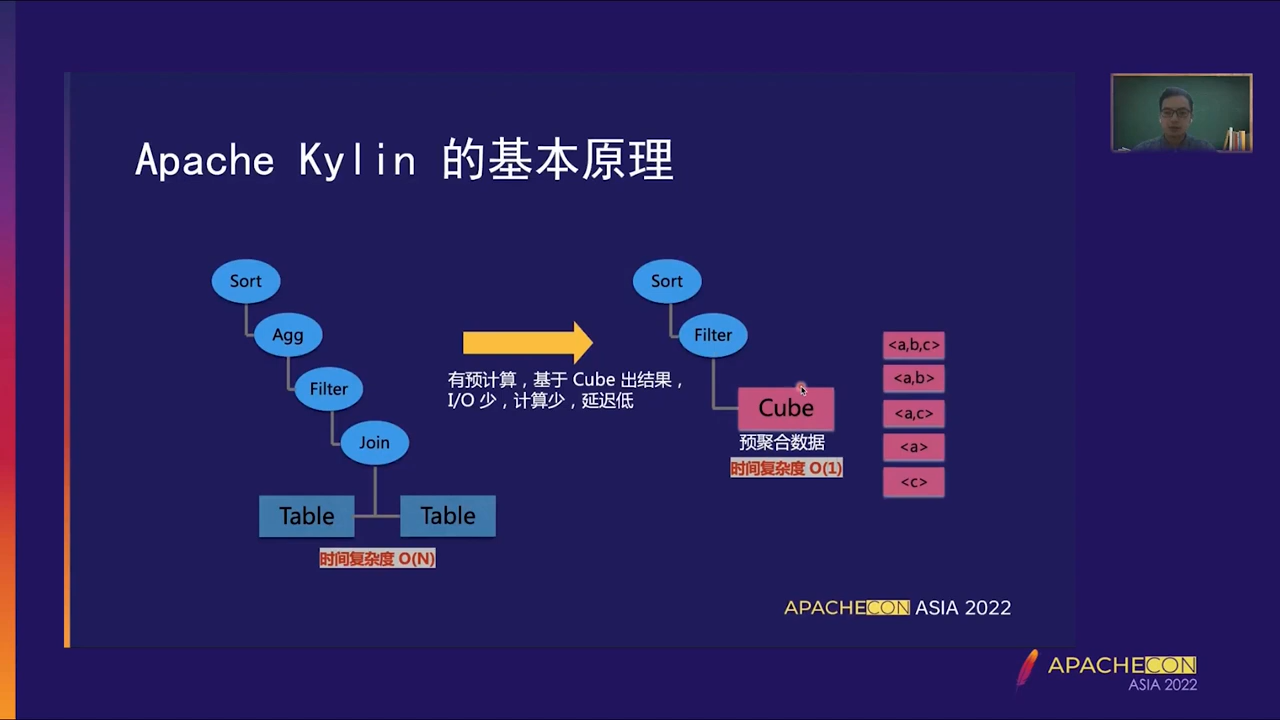 Apache Kylin 的基本原理
Sort
Agg
Filter
Join
Table
Table
时间复杂度 O(N)
有预计算，基于 Cube 出结果，
I/O 少，计算少，延迟低
Sort
Filter
Cube
预聚合数据
时间复杂度 O(1)
<a,b,c>
<a,b>
<a,c>
<a>
<c>
APACHECON ASIA 2022
APACHECON
ASIA 2022